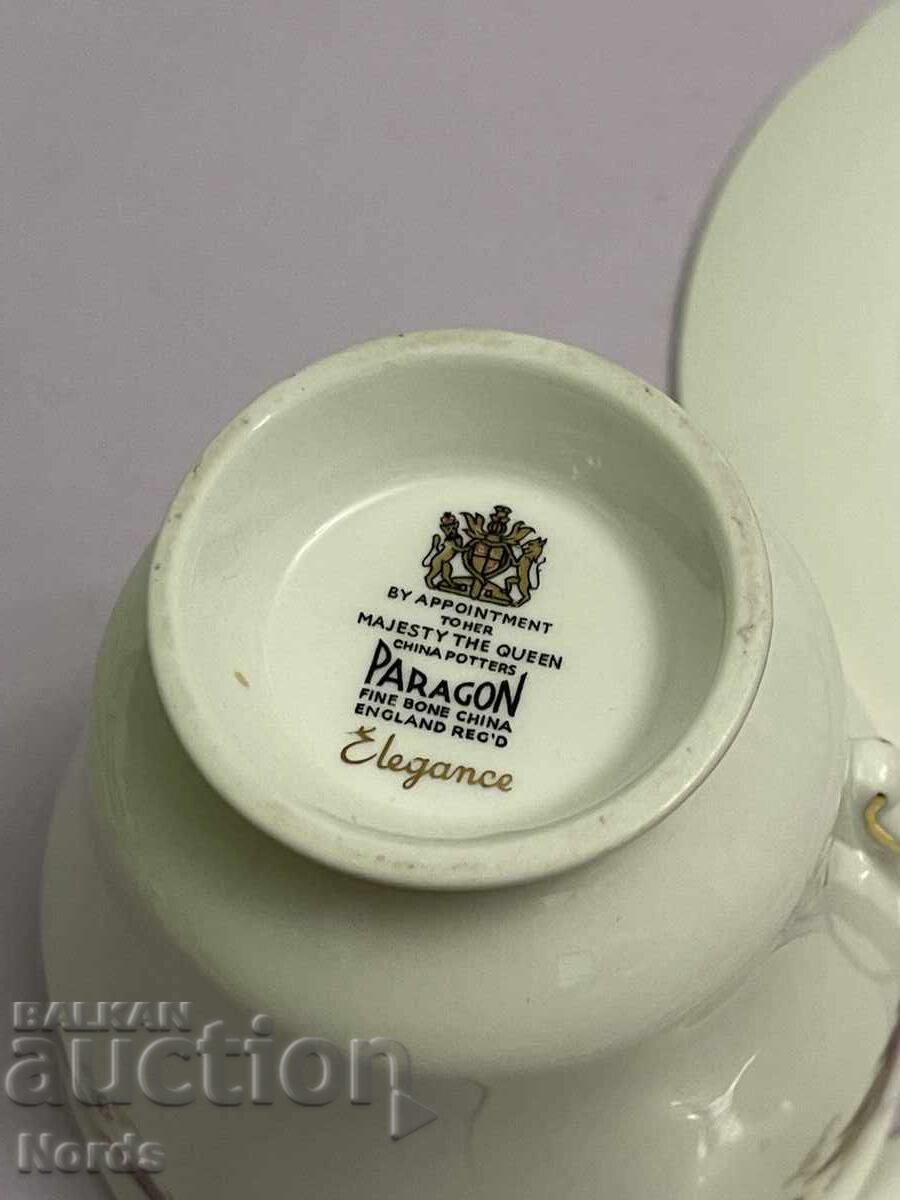 BY APPOINTMENT
TO HER
MAJESTY THE QUEEN
CHINA POTTERS
PARAGON
FINE BONE CHINA
ENGLAND REG'D
Elegance
BALKAN
auction
Nords